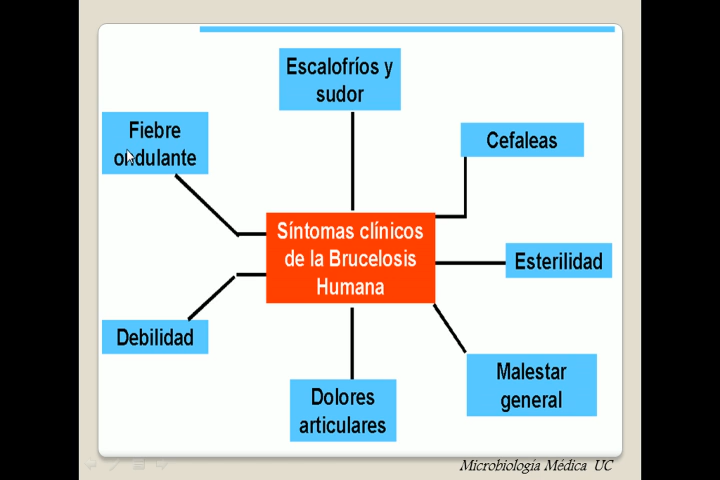 Escalofríos y
sudor
Fiebre
ondulante
Cefaleas
Síntomas clínicos
de la Brucelosis
Humana
Esterilidad
Debilidad
Malestar
general
Dolores
articulares
Microbiología Médica UC